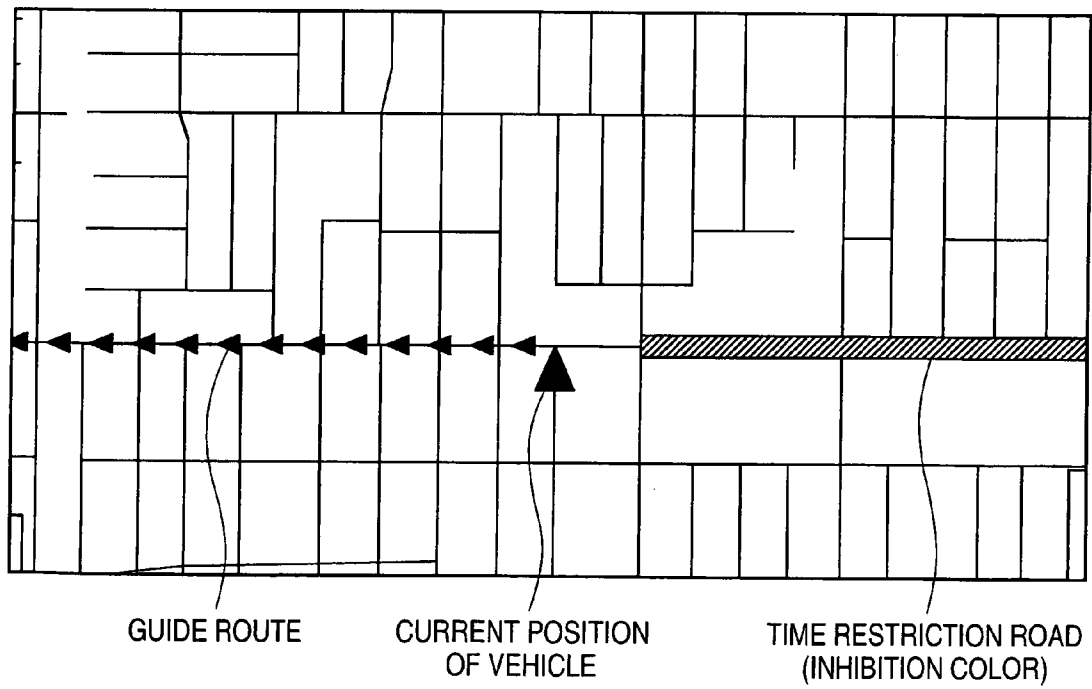 GUIDE ROUTE
CURRENT POSITION
OF VEHICLE
TIME RESTRICTION ROAD
(INHIBITION COLOR)